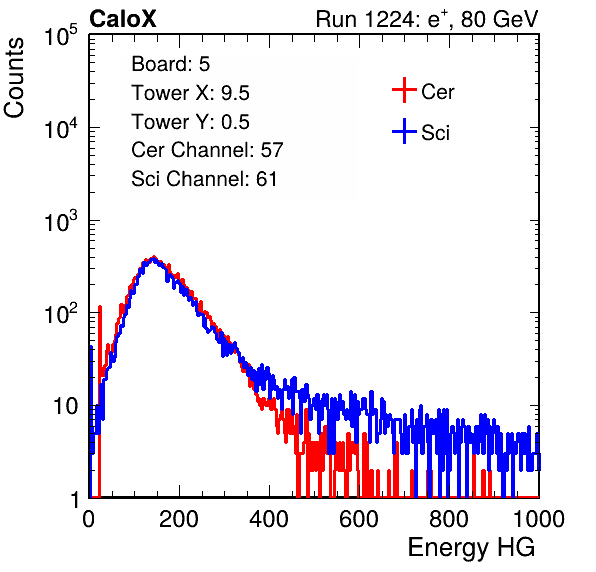 CaloX Run 1224: e⁺, 80 GeV
Counts
Board: 5
Tower X: 9.5
Tower Y: 0.5
Cer Channel: 57
Sci Channel: 61
Cer
Sci
10⁵
10⁴
10³
10²
10
1
0 200 400 600 800 1000
Energy HG